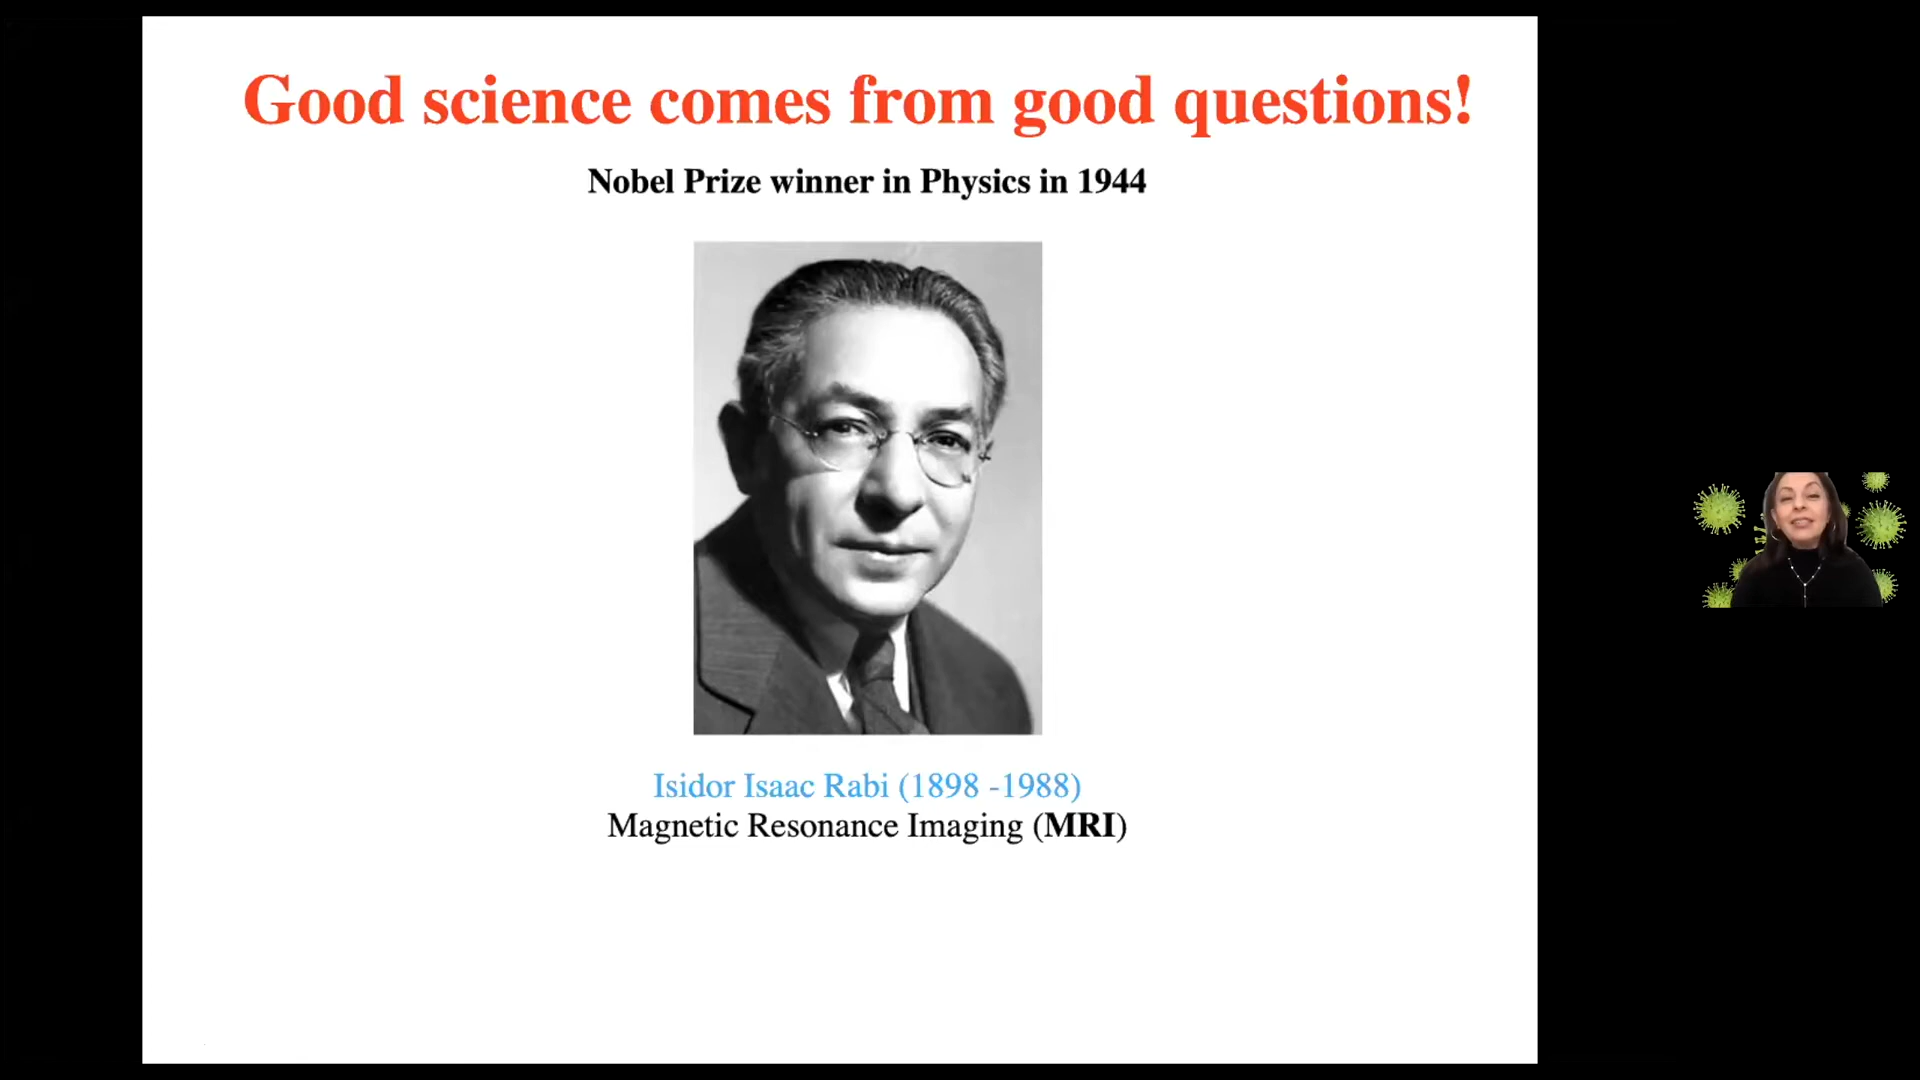 Good science comes from good questions!
Nobel Prize winner in Physics in 1944
Isidor Isaac Rabi (1898 -1988)
Magnetic Resonance Imaging (MRI)